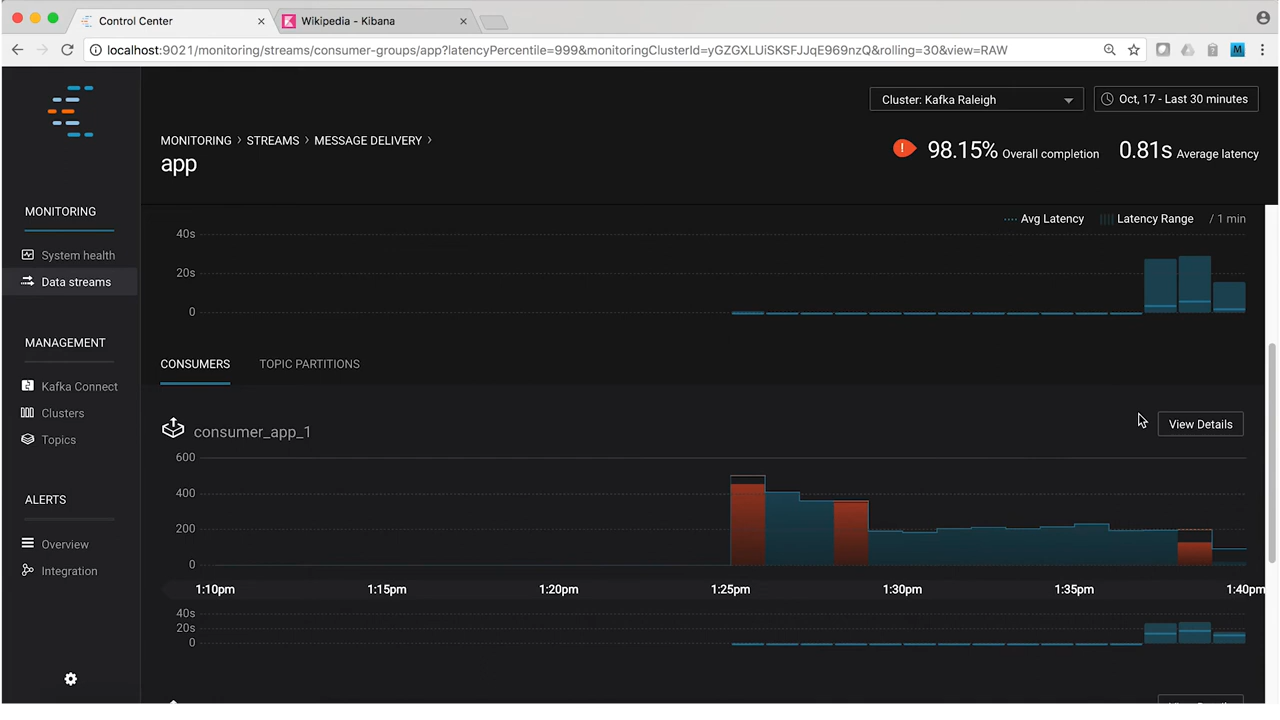 Control Center
Wikipedia - Kibana
localhost:9021/monitoring/streams/consumer-groups/app?latencyPercentile=999&monitoringClusterId=yGZGXLUiSKSFJJqE969nzQ&rolling=30&view=RAW
Cluster: Kafka Raleigh
Oct, 17 - Last 30 minutes
MONITORING › STREAMS › MESSAGE DELIVERY ›
app
98.15% Overall completion
0.81s Average latency
MONITORING
System health
Data streams
MANAGEMENT
Kafka Connect
Clusters
Topics
ALERTS
Overview
Integration
Avg Latency
Latency Range
/ 1 min
40s
20s
0
CONSUMERS
TOPIC PARTITIONS
consumer_app_1
View Details
600
400
200
0
1:10pm 1:15pm 1:20pm 1:25pm 1:30pm 1:35pm 1:40pm
40s
20s
0